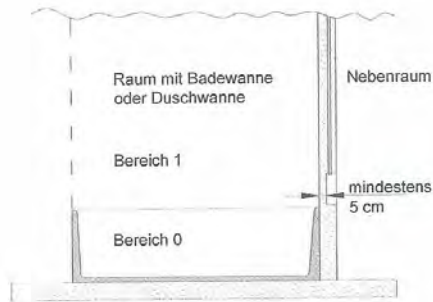 Raum mit Badewanne
oder Duschwanne
Nebenraum
Bereich 1
mindestens
5 cm
Bereich 0